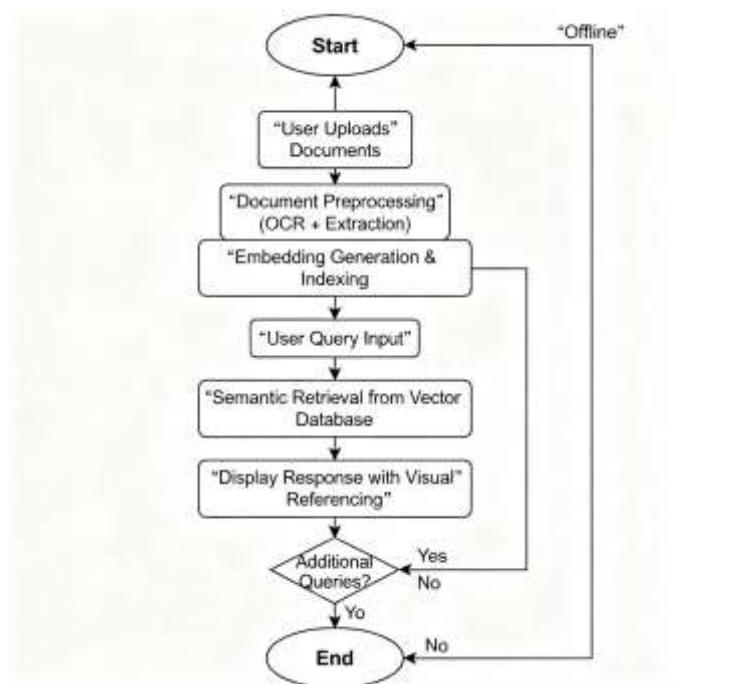 Start
"Offline"
"User Uploads"
Documents
"Document Preprocessing"
(OCR + Extraction)
"Embedding Generation &
Indexing
"User Query Input"
"Semantic Retrieval from Vector
Database
"Display Response with Visual"
Referencing"
Additional
Queries?
Yes
No
Yo
End
No